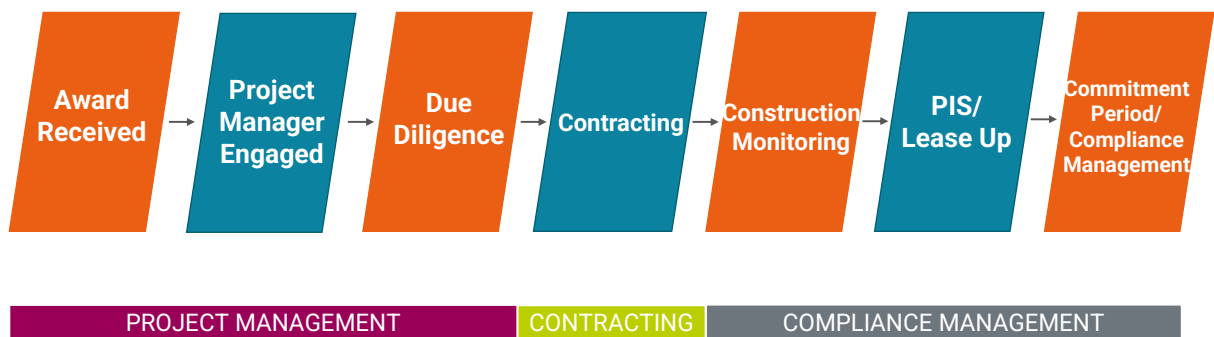 Award
Received
Project
Manager
Engaged
Due
Diligence
Contracting
Construction
Monitoring
PIS/
Lease Up
Commitment
Period/
Compliance
Management
PROJECT MANAGEMENT
CONTRACTING
COMPLIANCE MANAGEMENT